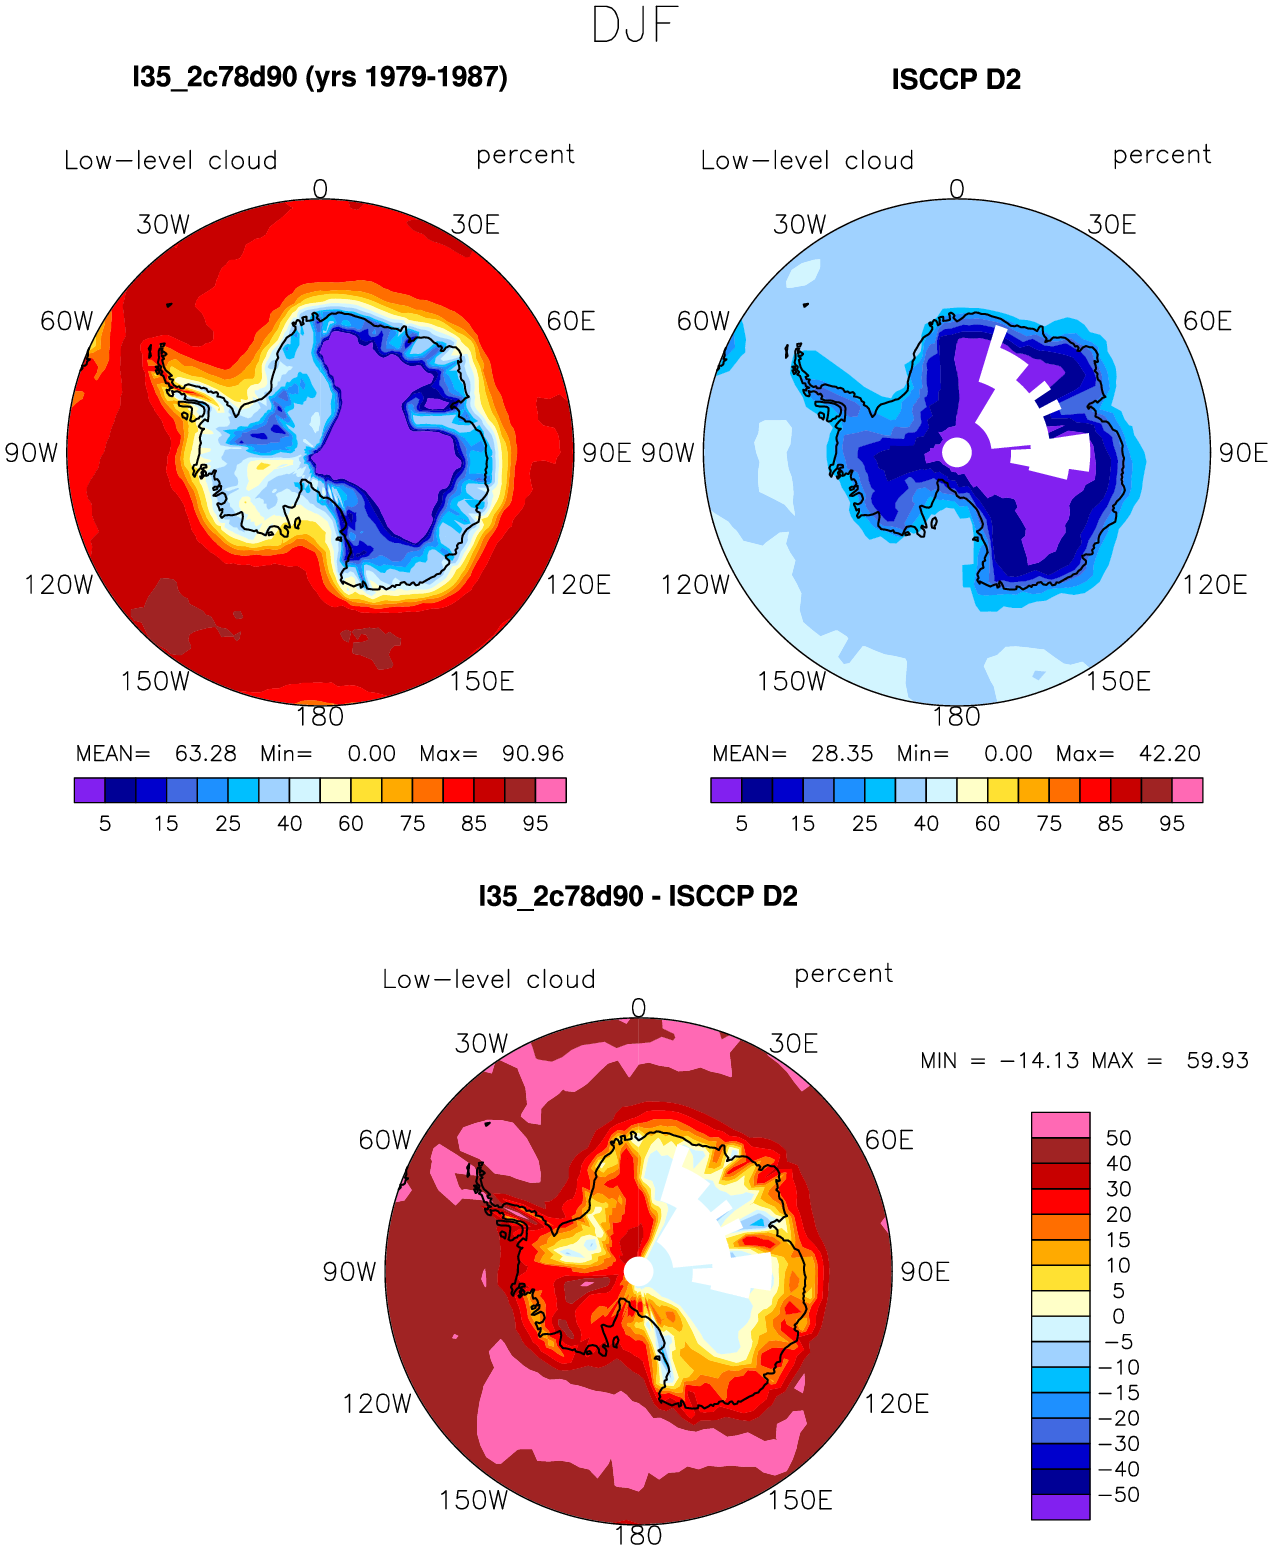 DJF
I35_2c78d90 (yrs 1979-1987)
ISCCP D2
Low-level cloud percent
Low-level cloud percent
0
30W 30E
60W 60E
90W 90E
120W 120E
150W 150E
180
0
30W 30E
60W 60E
90W 90E
120W 120E
150W 150E
180
MEAN= 63.28 Min= 0.00 Max= 90.96
5 15 25 40 60 75 85 95
MEAN= 28.35 Min= 0.00 Max= 42.20
5 15 25 40 60 75 85 95
I35_2c78d90 - ISCCP D2
Low-level cloud percent
0
30W 30E
60W 60E
90W 90E
120W 120E
150W 150E
180
MIN = -14.13 MAX = 59.93
50
40
30
20
15
10
5
0
-5
-10
-15
-20
-30
-40
-50